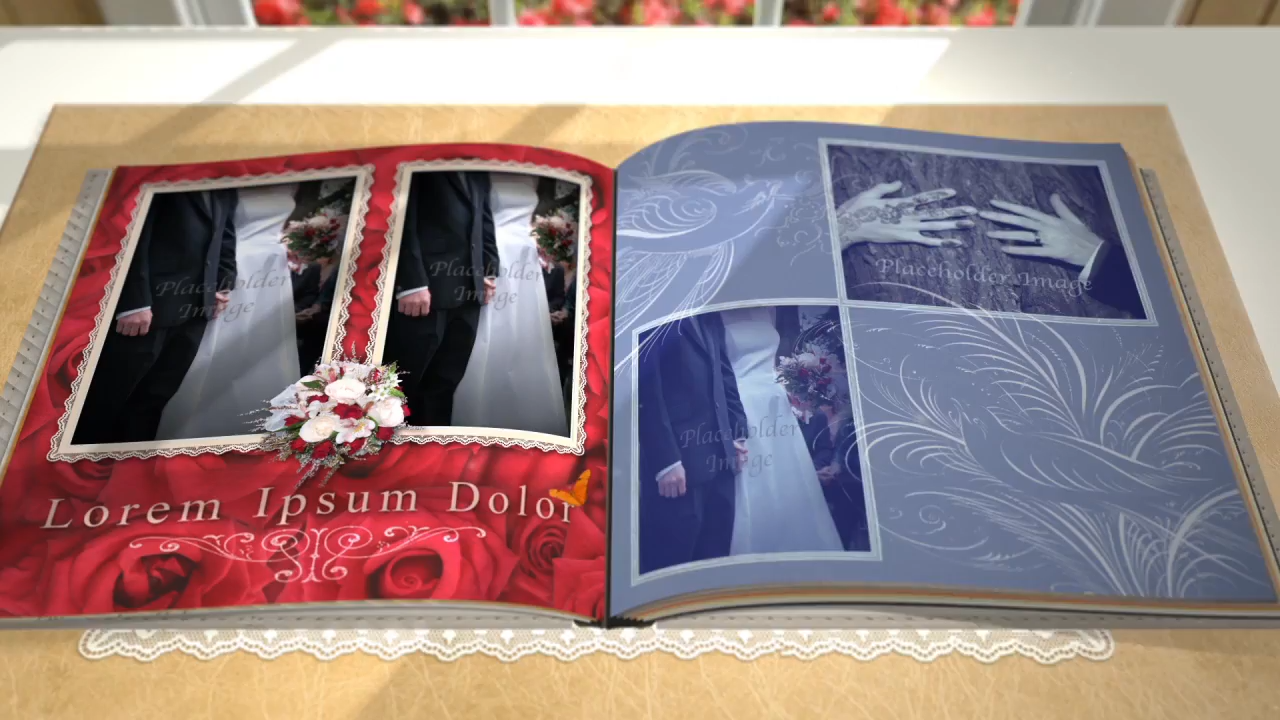 Placeholder
Image
Placeholder
Image
Lorem Ipsum Dolor
Placeholder Image
Placeholder
Image